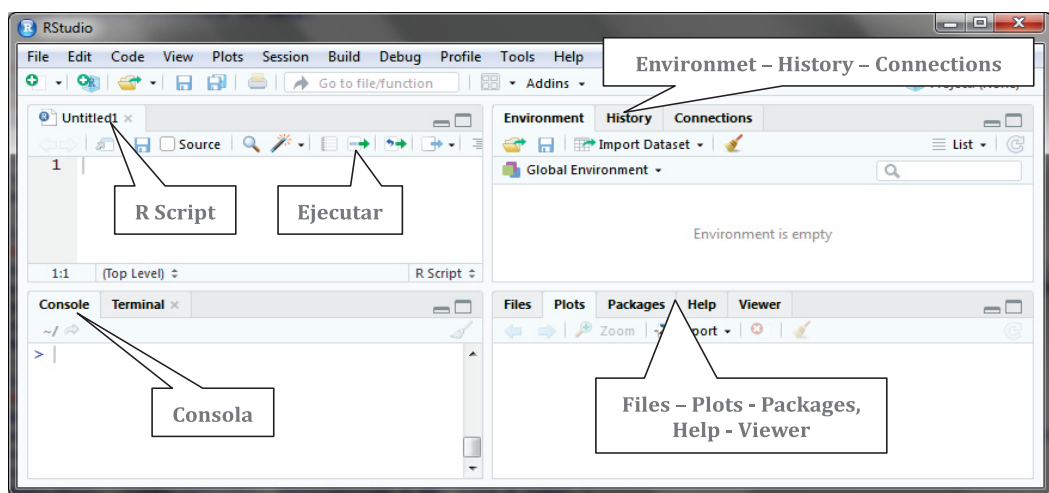 RStudio
File Edit Code View Plots Session Build Debug Profile Tools Help
Environmet – History – Connections
Go to file/function Addins
Untitled1
Source
1
R Script
Ejecutar
1:1 (Top Level) R Script
Environment History Connections
Import Dataset List
Global Environment
Environment is empty
Console Terminal
~/
>
Consola
Files Plots Packages Help Viewer
Zoom
Files – Plots - Packages,
Help - Viewer